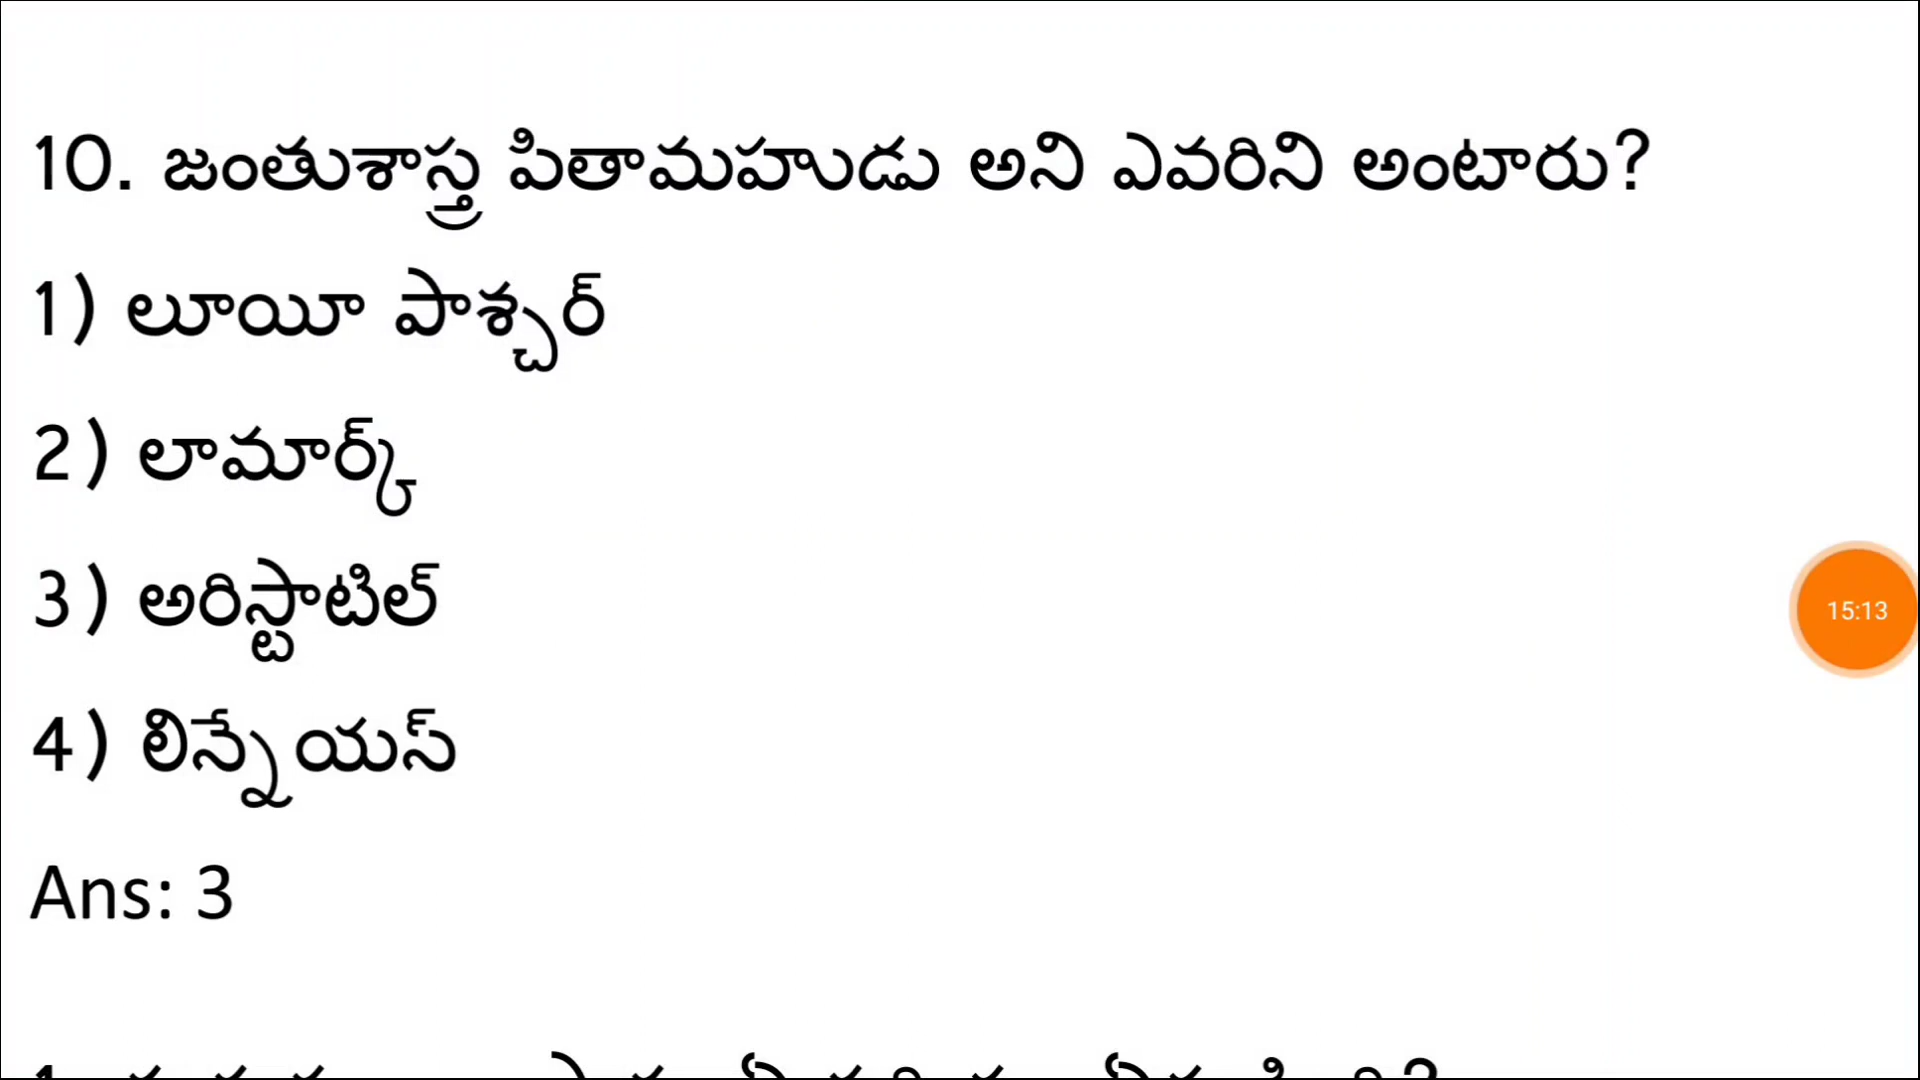 10. జంతుశాస్త్ర పితామహుడు అని ఎవరిని అంటారు?
1) లూయీ పాశ్చర్
2) లామార్క్
3) అరిస్టాటిల్
15:13
4) లిన్నేయస్
Ans: 3